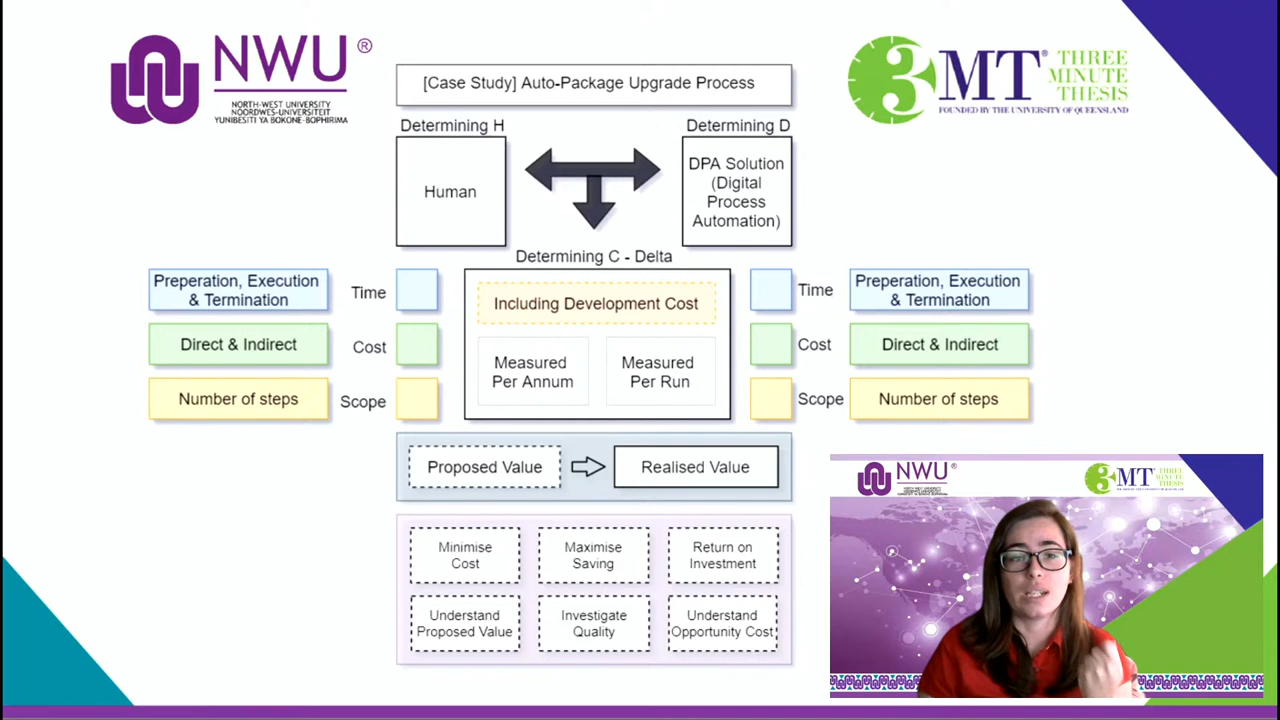 NWU®
NORTH-WEST UNIVERSITY
NOORDWES-UNIVERSITEIT
YUNIBESITI YA BOKONE-BOPHIRIMA
3MT® THREE
MINUTE
THESIS
FOUNDED BY THE UNIVERSITY OF QUEENSLAND
[Case Study] Auto-Package Upgrade Process
Determining H
Determining D
Human
DPA Solution
(Digital
Process
Automation)
Determining C - Delta
Preperation, Execution
& Termination
Time
Including Development Cost
Time
Preperation, Execution
& Termination
Direct & Indirect
Cost
Measured
Per Annum
Measured
Per Run
Cost
Direct & Indirect
Number of steps
Scope
Scope
Number of steps
Proposed Value
Realised Value
Minimise
Cost
Maximise
Saving
Return on
Investment
Understand
Proposed Value
Investigate
Quality
Understand
Opportunity Cost
NWU®
3MT® THREE
MINUTE
THESIS